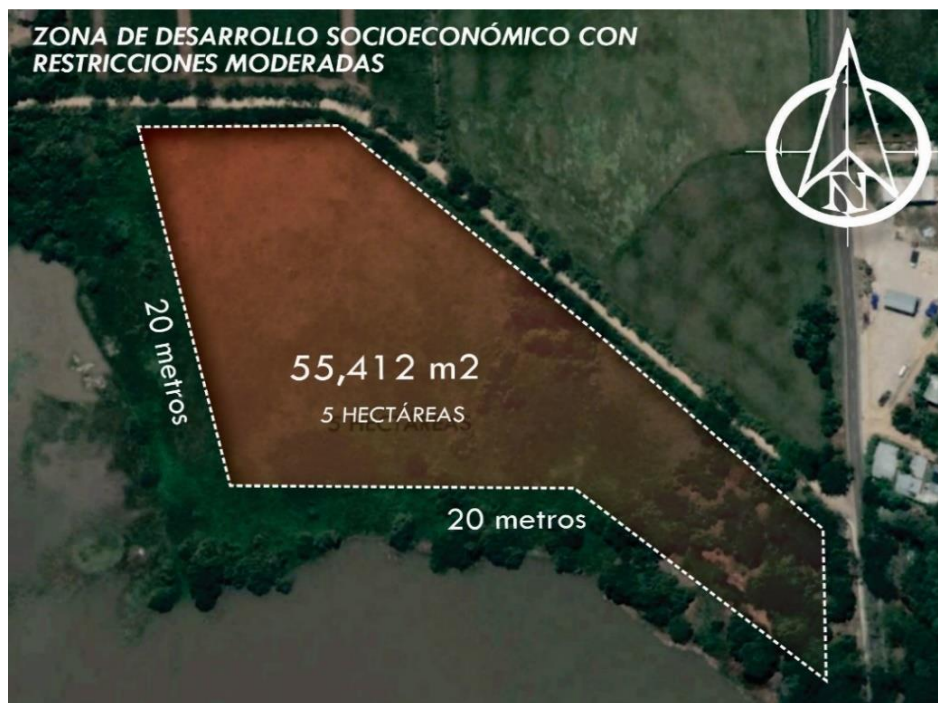 ZONA DE DESARROLLO SOCIOECONÓMICO CON
RESTRICCIONES MODERADAS
N
20 metros
55,412 m2
5 HECTÁREAS
20 metros